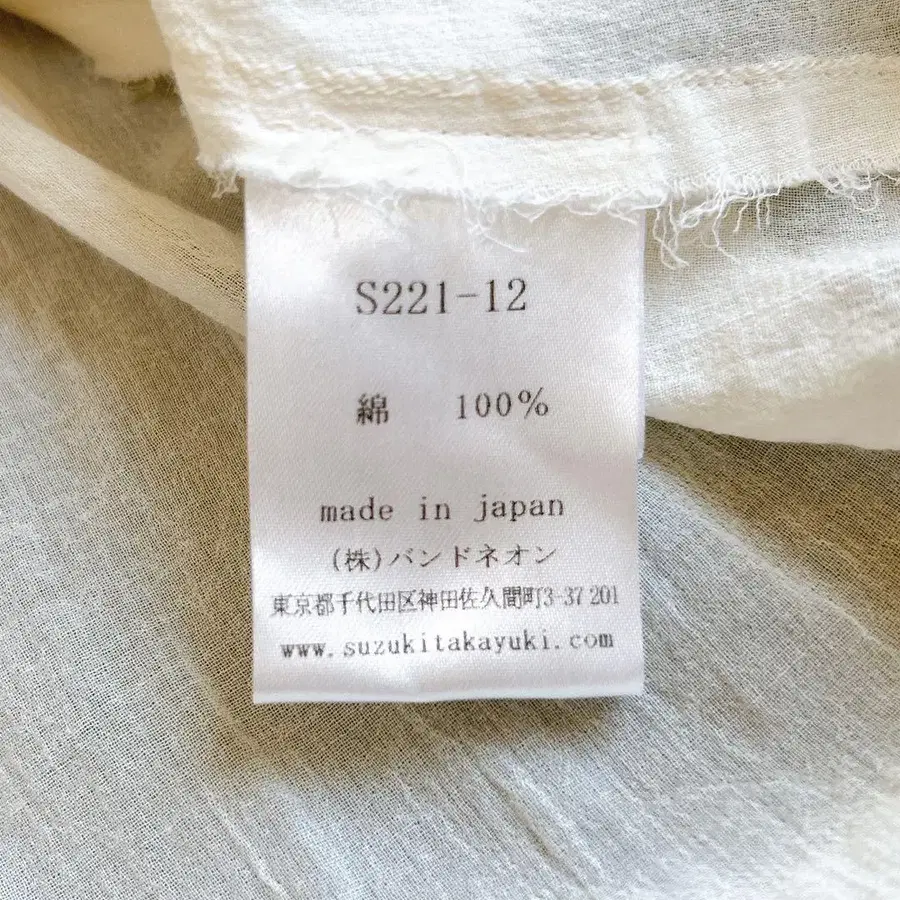 S221-12
綿 100%
made in japan
(株)バンドネオン
東京都千代田区神田佐久間町3-37 201
www.suzukitakayuki.com